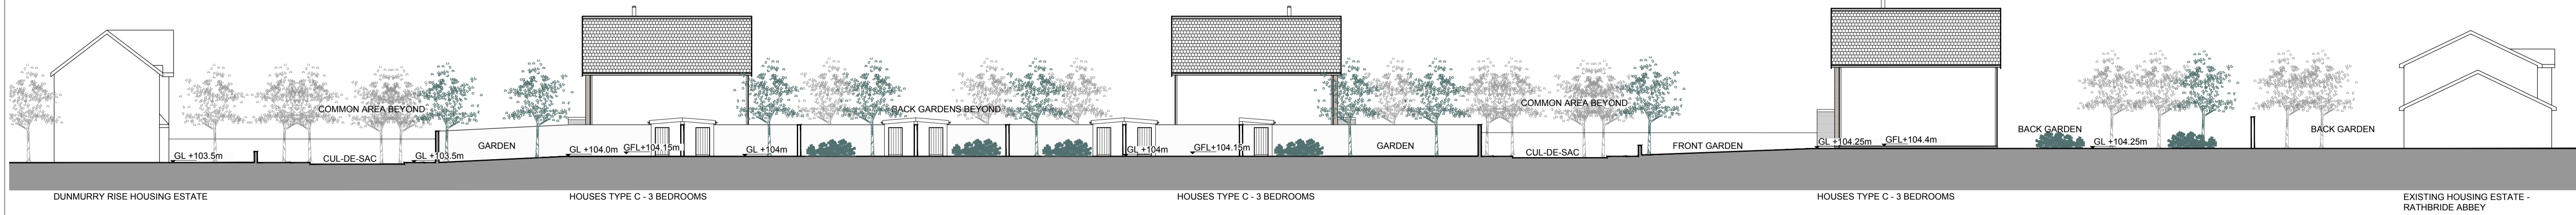 COMMON AREA BEYOND
BACK GARDENS BEYOND
COMMON AREA BEYOND
GL +103.5m
CUL-DE-SAC
GL +103.5m
GARDEN
GL +104.0m
GFL+104.15m
GL +104m
GL +104m
GFL+104.15m
GARDEN
CUL-DE-SAC
FRONT GARDEN
GL +104.25m
GFL +104.4m
BACK GARDEN
GL +104.25m
BACK GARDEN
DUNMURRY RISE HOUSING ESTATE
HOUSES TYPE C - 3 BEDROOMS
HOUSES TYPE C - 3 BEDROOMS
HOUSES TYPE C - 3 BEDROOMS
EXISTING HOUSING ESTATE -
RATHBRIDE ABBEY